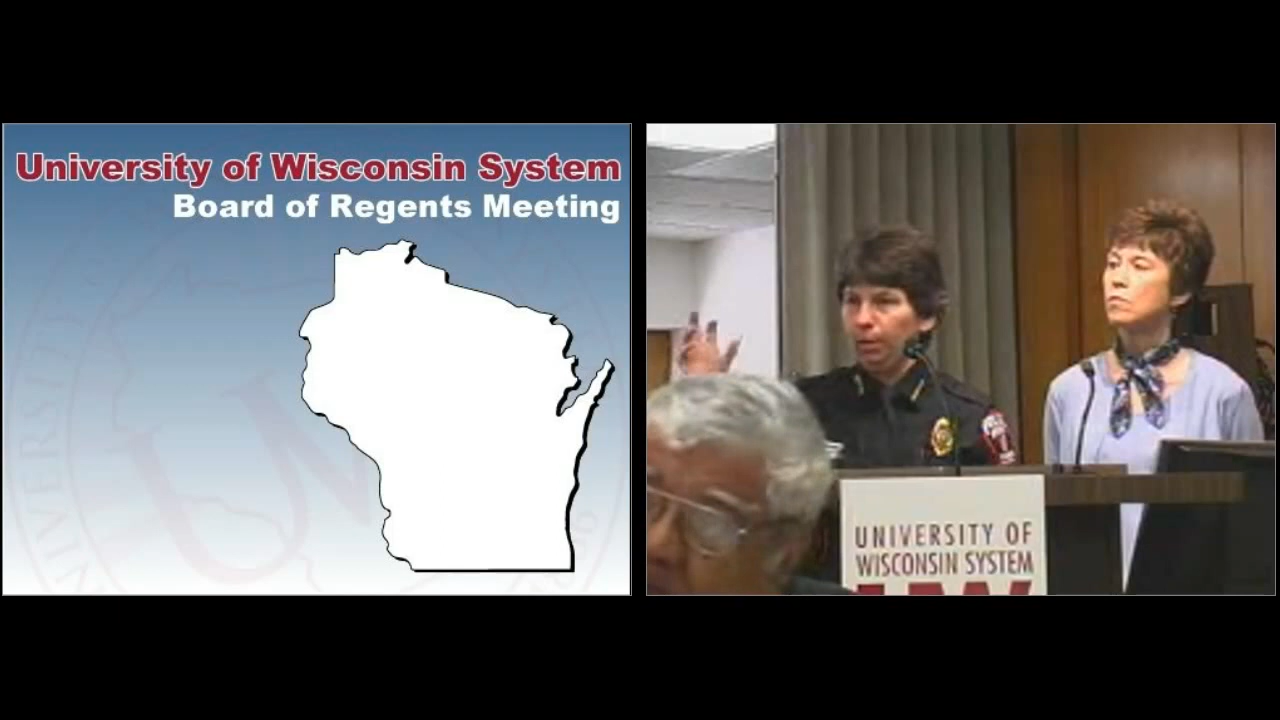 University of Wisconsin System
Board of Regents Meeting
UNIVERSITY OF
WISCONSIN SYSTEM